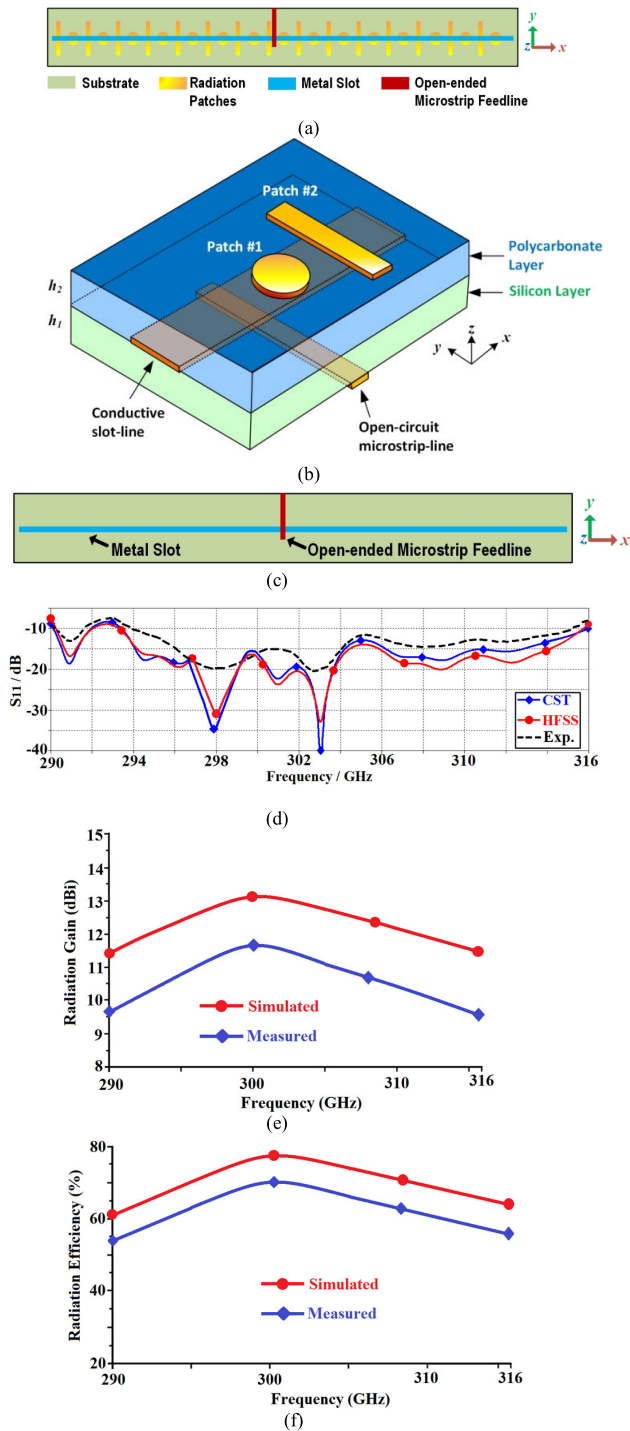 y
z
x
Substrate
Radiation
Patches
Metal Slot
Open-ended
Microstrip Feedline
(a)
Patch #2
Patch #1
Polycarbonate
Layer
Silicon Layer
h2
h1
z
y
x
Conductive
slot-line
Open-circuit
microstrip-line
(b)
y
z
x
Metal Slot
Open-ended Microstrip Feedline
(c)
S11 / dB
-10
-20
-30
-40
CST
HFSS
Exp.
290 294 298 302 306 310 316
Frequency / GHz
(d)
Radiation Gain (dBi)
15
14
13
12
11
10
9
8
Simulated
Measured
290 300 310 316
Frequency (GHz)
(e)
Radiation Efficiency (%)
80
60
40
20
Simulated
Measured
290 300 310 316
Frequency (GHz)
(f)